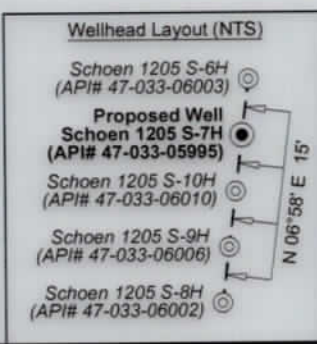 Wellhead Layout (NTS)
Schoen 1205 S-6H
(API# 47-033-06003)
Proposed Well
Schoen 1205 S-7H
(API# 47-033-05995)
Schoen 1205 S-10H
(API# 47-033-06010)
Schoen 1205 S-9H
(API# 47-033-06006)
Schoen 1205 S-8H
(API# 47-033-06002)
N 06°58' E 15'